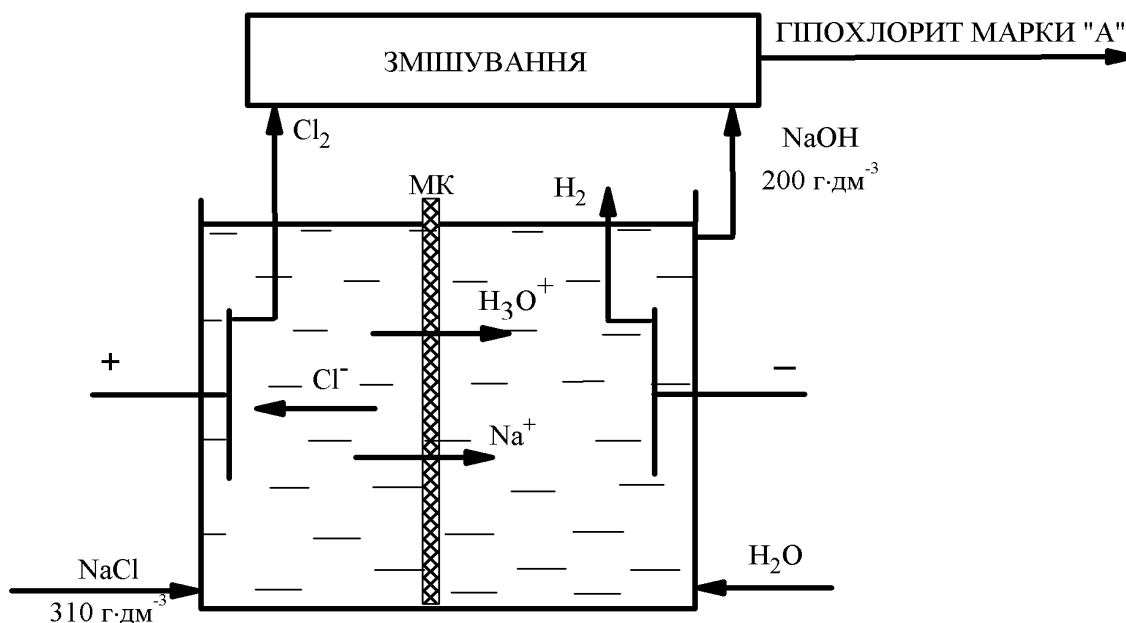 ГІПОХЛОРИТ МАРКИ "А"
ЗМІШУВАННЯ
Cl₂
NaOH
200 г·дм⁻³
МК
H₂
H₃O⁺
+
−
Cl⁻
Na⁺
NaCl
310 г·дм⁻³
H₂O